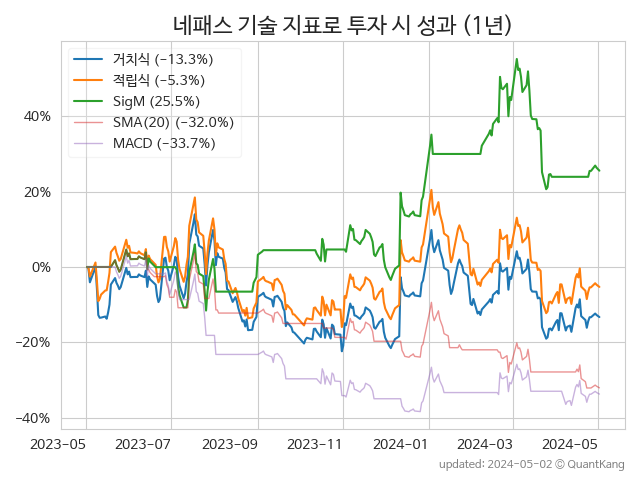 네패스 기술 지표로 투자 시 성과 (1년)
거치식 (−13.3%)
적립식 (−5.3%)
SigM (25.5%)
SMA(20) (−32.0%)
MACD (−33.7%)
40%
20%
0%
−20%
−40%
2023-05 2023-07 2023-09 2023-11 2024-01 2024-03 2024-05
updated: 2024-05-02 © QuantKang